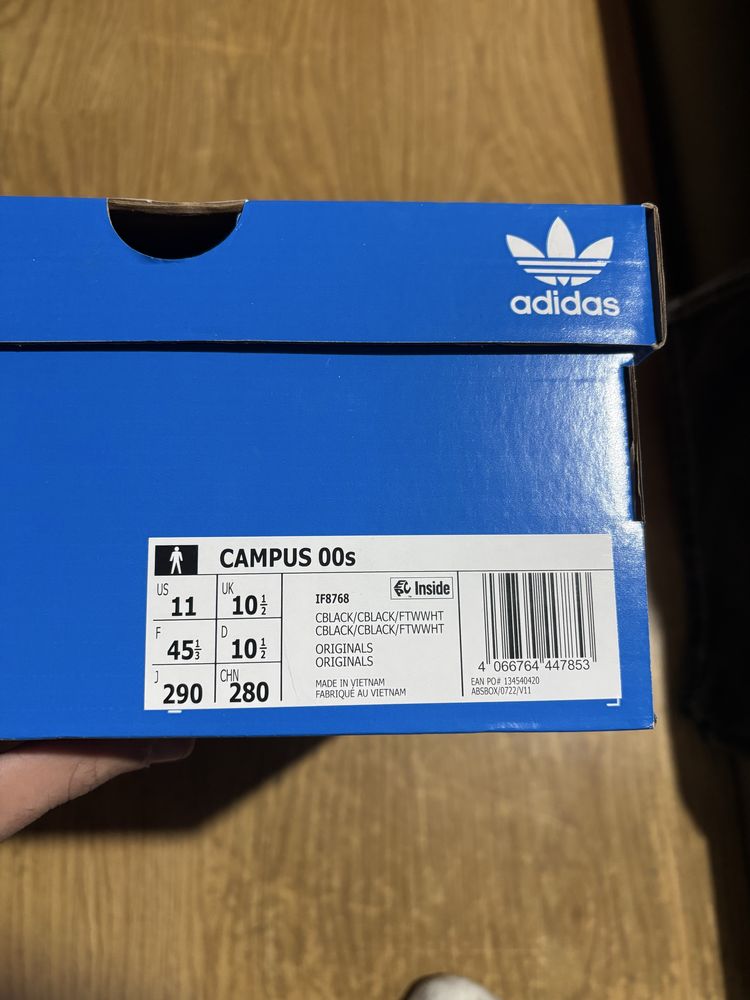 adidas
CAMPUS 00s
US 11
UK 10½
F 45⅓
D 10½
J 290
CHN 280
IF8768
Inside
CBLACK/CBLACK/FTWWHT
CBLACK/CBLACK/FTWWHT
ORIGINALS
ORIGINALS
MADE IN VIETNAM
FABRIQUÉ AU VIETNAM
4 066764 447853
EAN PO# 134540420
ABSBOX/0722/V11